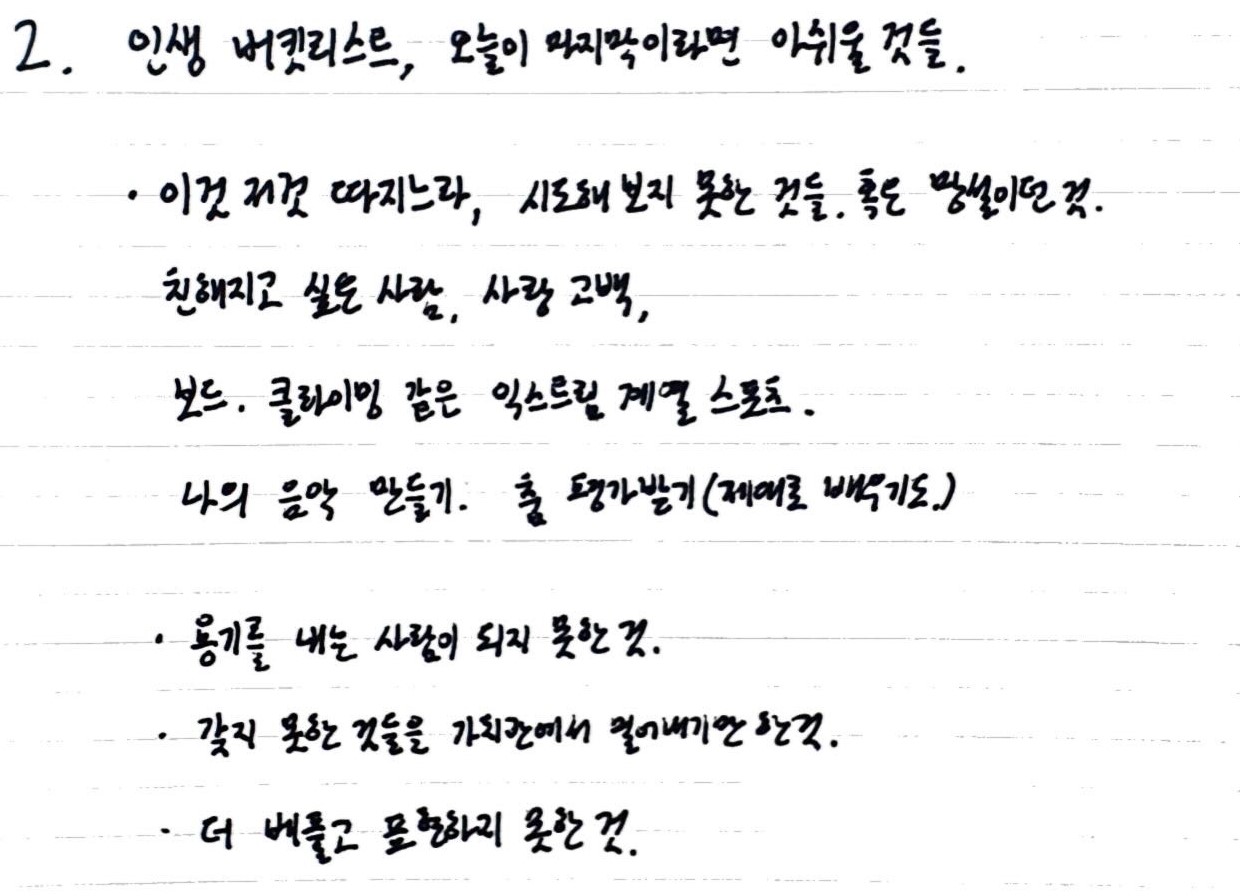 2. 인생 버킷리스트, 오늘이 마지막이라면 아쉬울 것들.
· 이것 저것 따지느라, 시도해 보지 못한 것들. 혹은 망설이던 것.
친해지고 싶은 사람, 사랑 고백,
보드. 클라이밍 같은 익스트림 계열 스포츠.
나의 음악 만들기. 춤 평가받기(제대로 배우기도.)
· 용기를 내는 사람이 되지 못한 것.
· 갖지 못한 것들을 가치관에서 덜어내기만 한것.
· 더 베풀고 표현하지 못한 것.